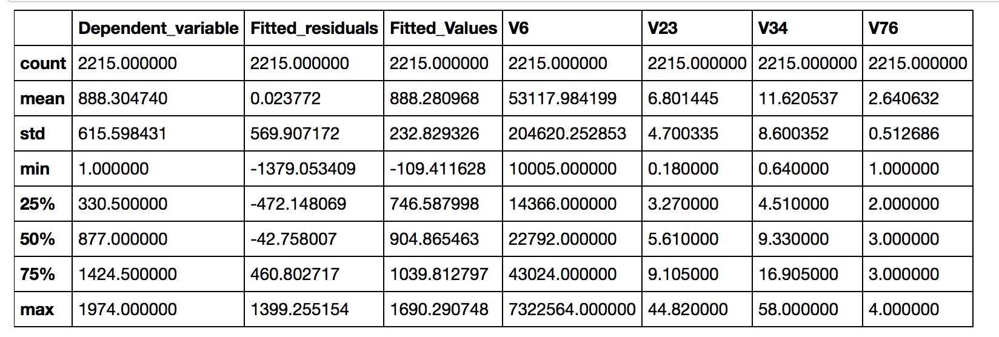 Dependent_variable Fitted_residuals Fitted_Values V6 V23 V34 V76
count 2215.000000 2215.000000 2215.000000 2215.000000 2215.000000 2215.000000 2215.000000
mean 888.304740 0.023772 888.280968 53117.984199 6.801445 11.620537 2.640632
std 615.598431 569.907172 232.829326 204620.252853 4.700335 8.600352 0.512686
min 1.000000 -1379.053409 -109.411628 10005.000000 0.180000 0.640000 1.000000
25% 330.500000 -472.148069 746.587998 14366.000000 3.270000 4.510000 2.000000
50% 877.000000 -42.758007 904.865463 22792.000000 5.610000 9.330000 3.000000
75% 1424.500000 460.802717 1039.812797 43024.000000 9.105000 16.905000 3.000000
max 1974.000000 1399.255154 1690.290748 7322564.000000 44.820000 58.000000 4.000000